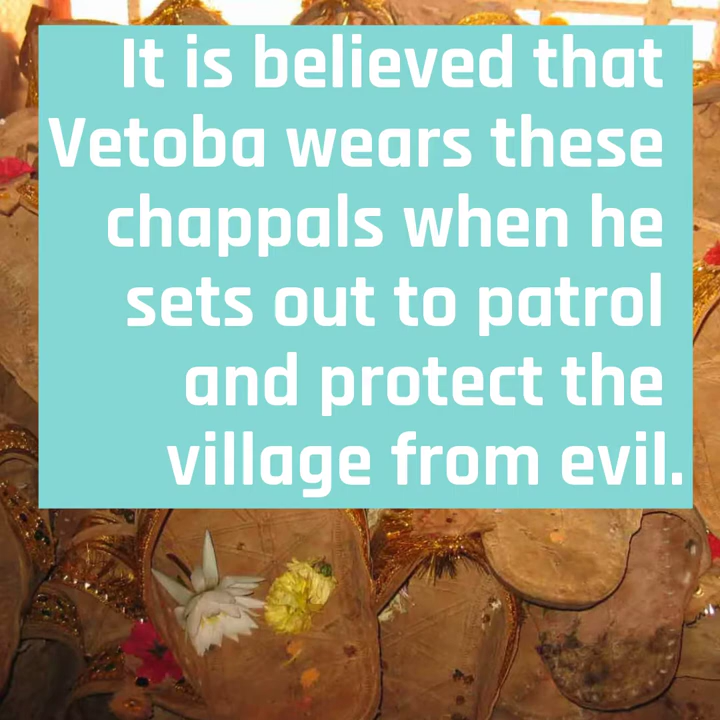 It is believed that
Vetoba wears these
chappals when he
sets out to patrol
and protect the
village from evil.